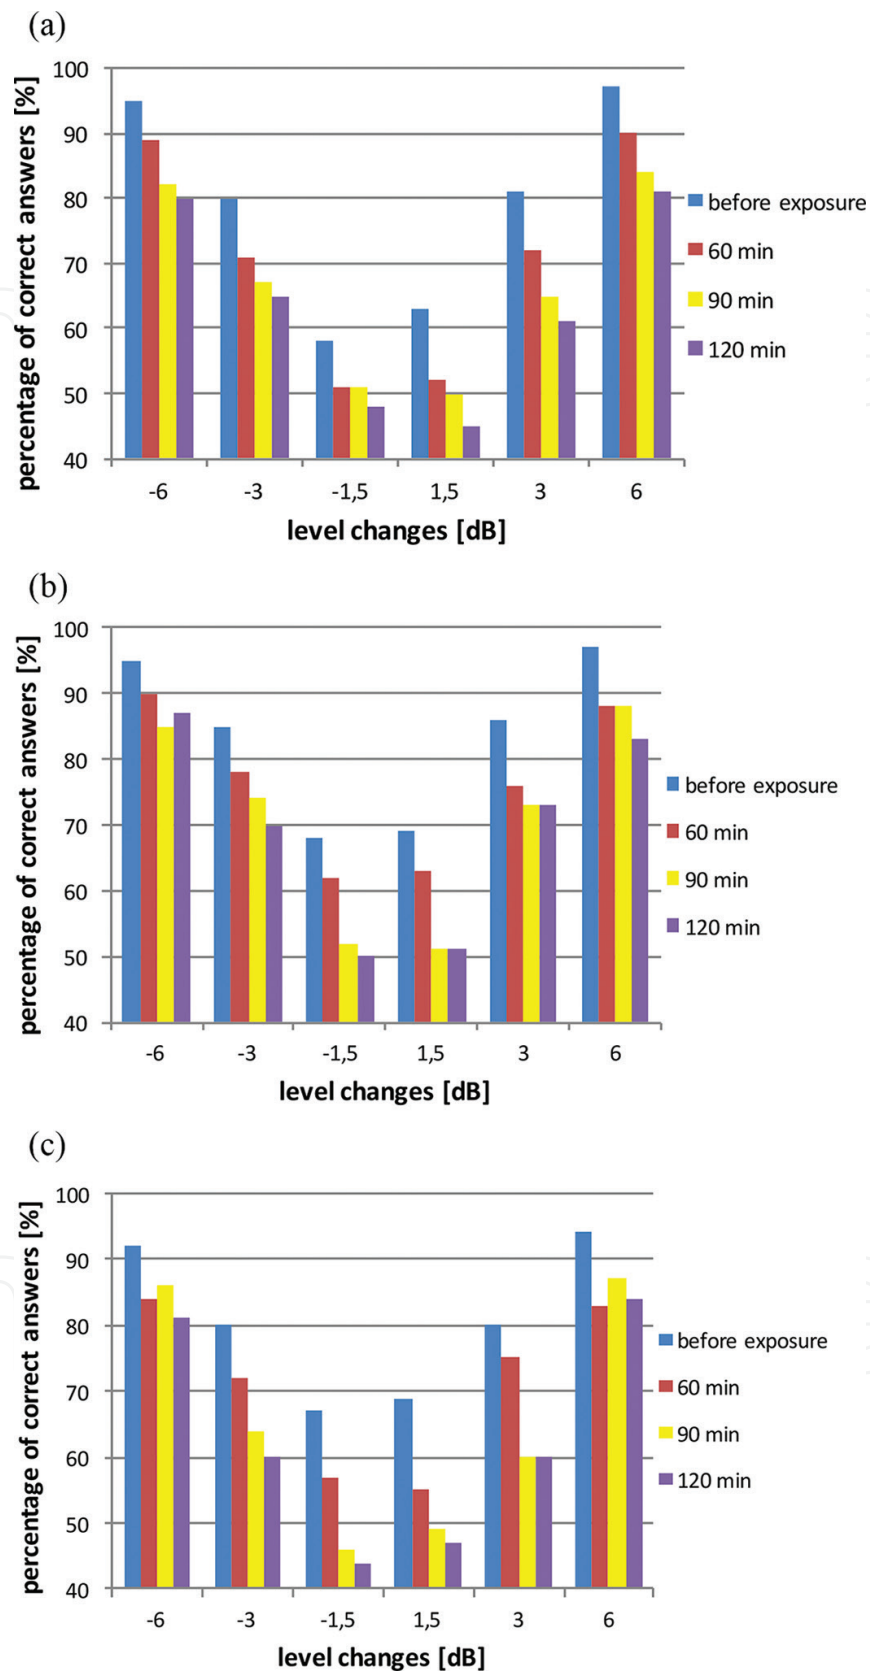 (a)
percentage of correct answers [%]
100
90
80
70
60
50
40
-6 -3 -1,5 1,5 3 6
level changes [dB]
before exposure
60 min
90 min
120 min
(b)
percentage of correct answers [%]
100
90
80
70
60
50
40
-6 -3 -1,5 1,5 3 6
level changes [dB]
before exposure
60 min
90 min
120 min
(c)
percentage of correct answers [%]
100
90
80
70
60
50
40
-6 -3 -1,5 1,5 3 6
level changes [dB]
before exposure
60 min
90 min
120 min